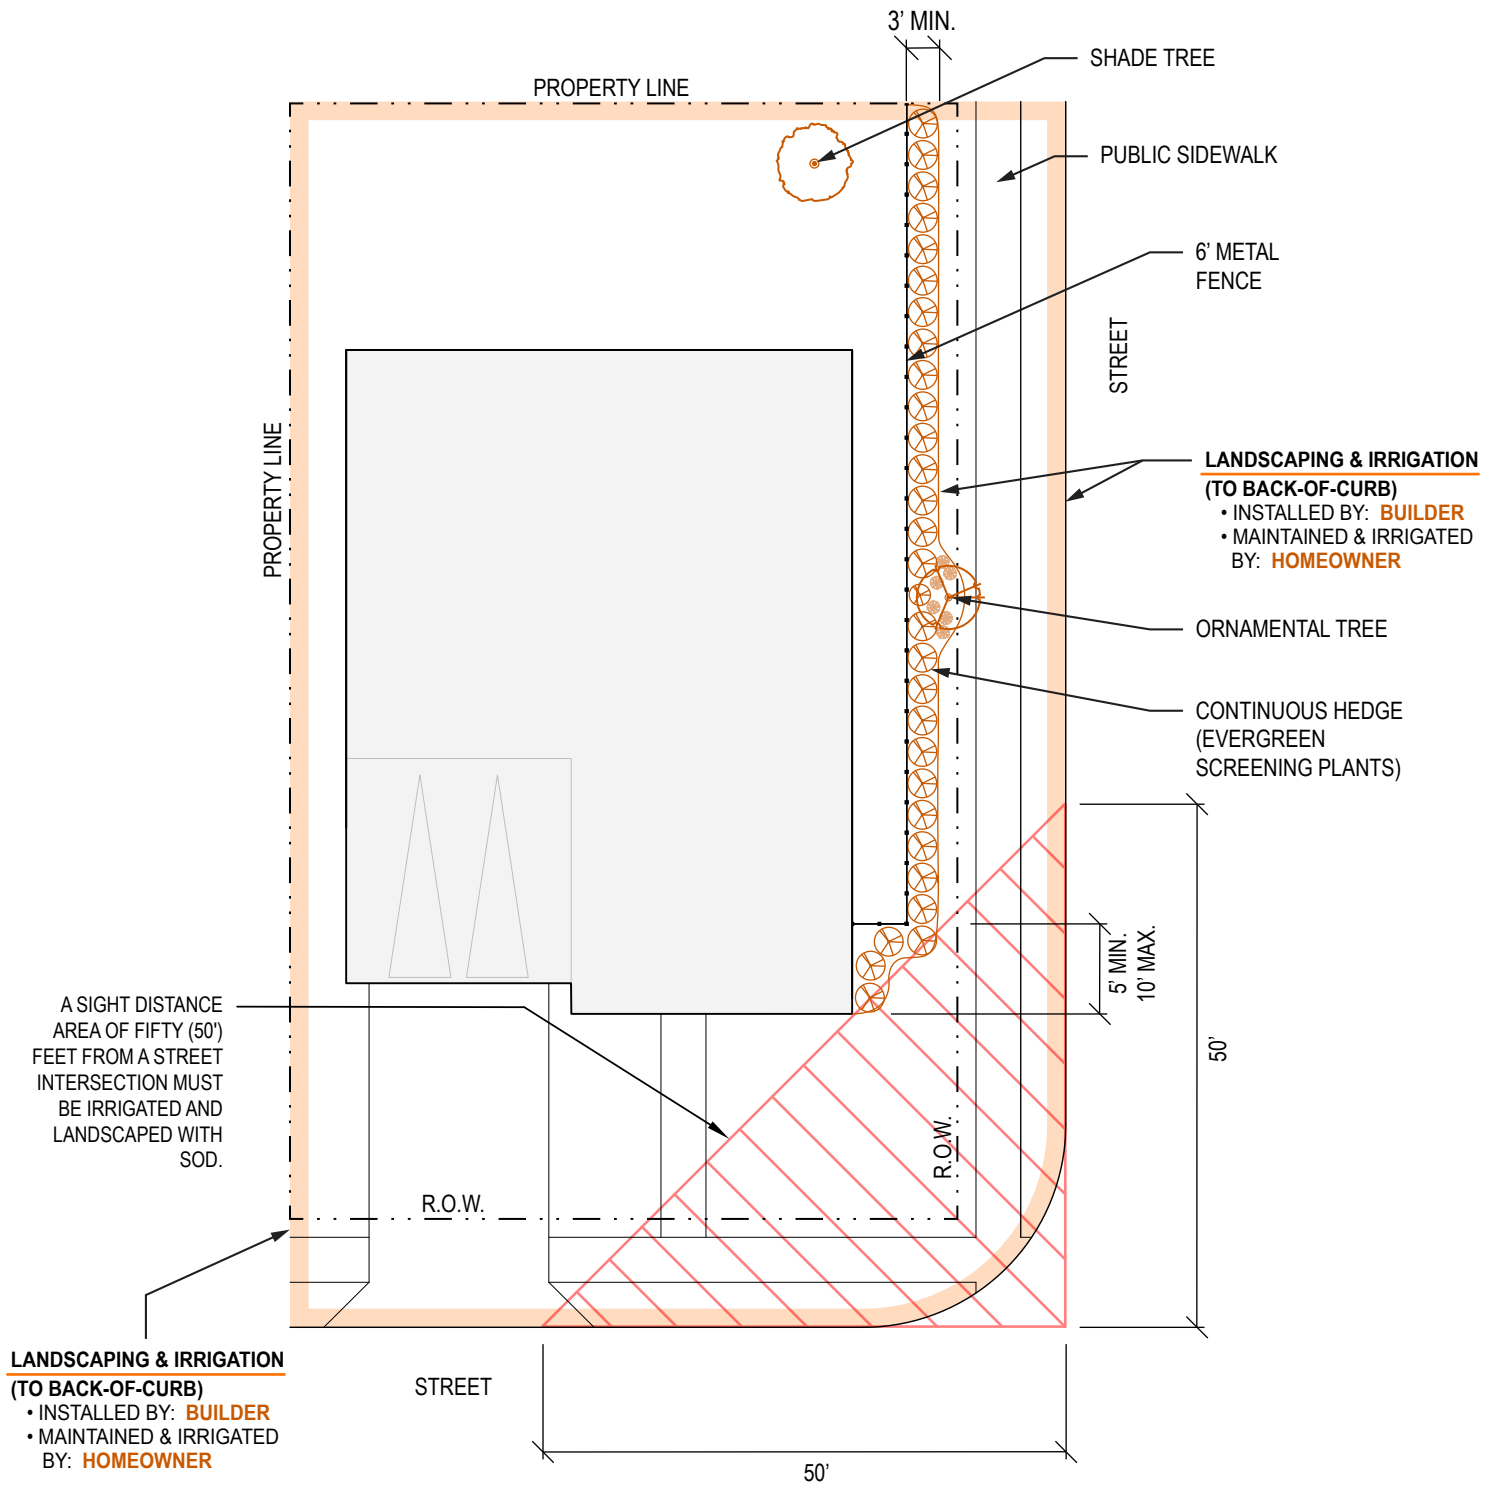 3’ MIN.
SHADE TREE
PROPERTY LINE
PUBLIC SIDEWALK
6’ METAL
FENCE
STREET
PROPERTY LINE
LANDSCAPING & IRRIGATION
(TO BACK-OF-CURB)
• INSTALLED BY: BUILDER
• MAINTAINED & IRRIGATED
BY: HOMEOWNER
ORNAMENTAL TREE
CONTINUOUS HEDGE
(EVERGREEN
SCREENING PLANTS)
5’ MIN.
10’ MAX.
50’
A SIGHT DISTANCE
AREA OF FIFTY (50')
FEET FROM A STREET
INTERSECTION MUST
BE IRRIGATED AND
LANDSCAPED WITH
SOD.
R.O.W.
R.O.W.
LANDSCAPING & IRRIGATION
(TO BACK-OF-CURB)
• INSTALLED BY: BUILDER
• MAINTAINED & IRRIGATED
BY: HOMEOWNER
STREET
50’